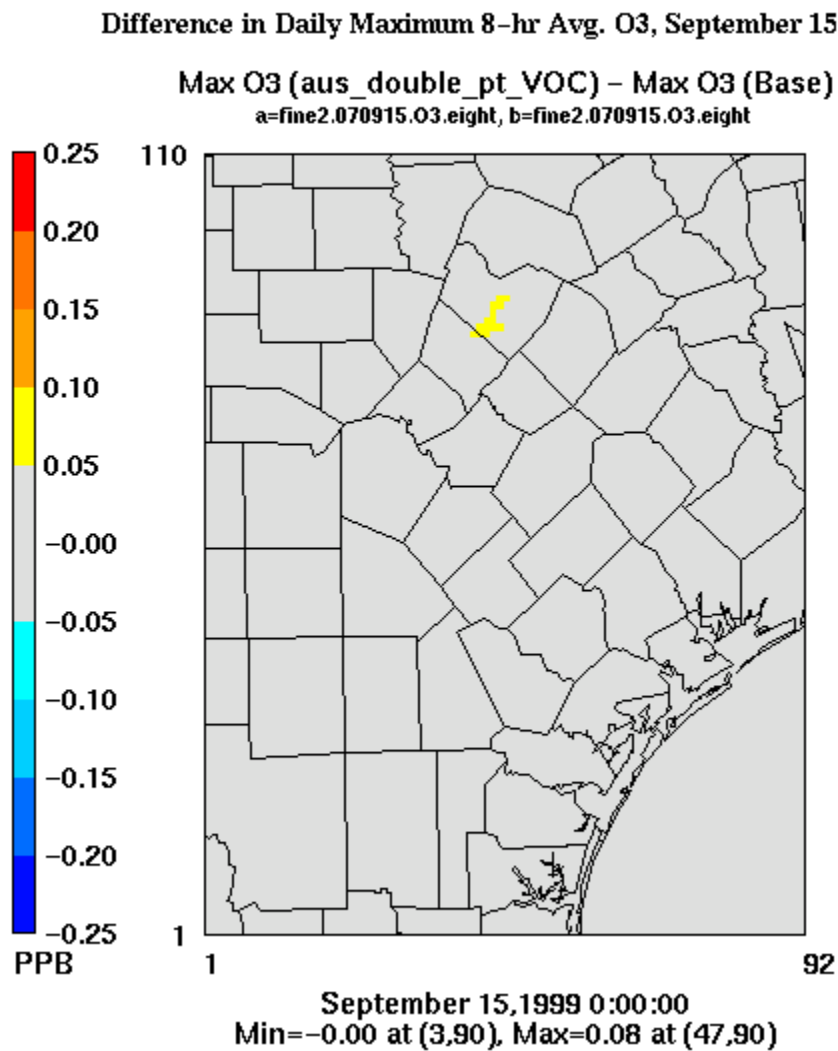 Difference in Daily Maximum 8-hr Avg. O3, September 15
Max O3 (aus_double_pt_VOC) – Max O3 (Base)
a=fine2.070915.O3.eight, b=fine2.070915.O3.eight
0.25
0.20
0.15
0.10
0.05
-0.00
-0.05
-0.10
-0.15
-0.20
-0.25
PPB
110
1
1
92
September 15,1999 0:00:00
Min=-0.00 at (3,90), Max=0.08 at (47,90)